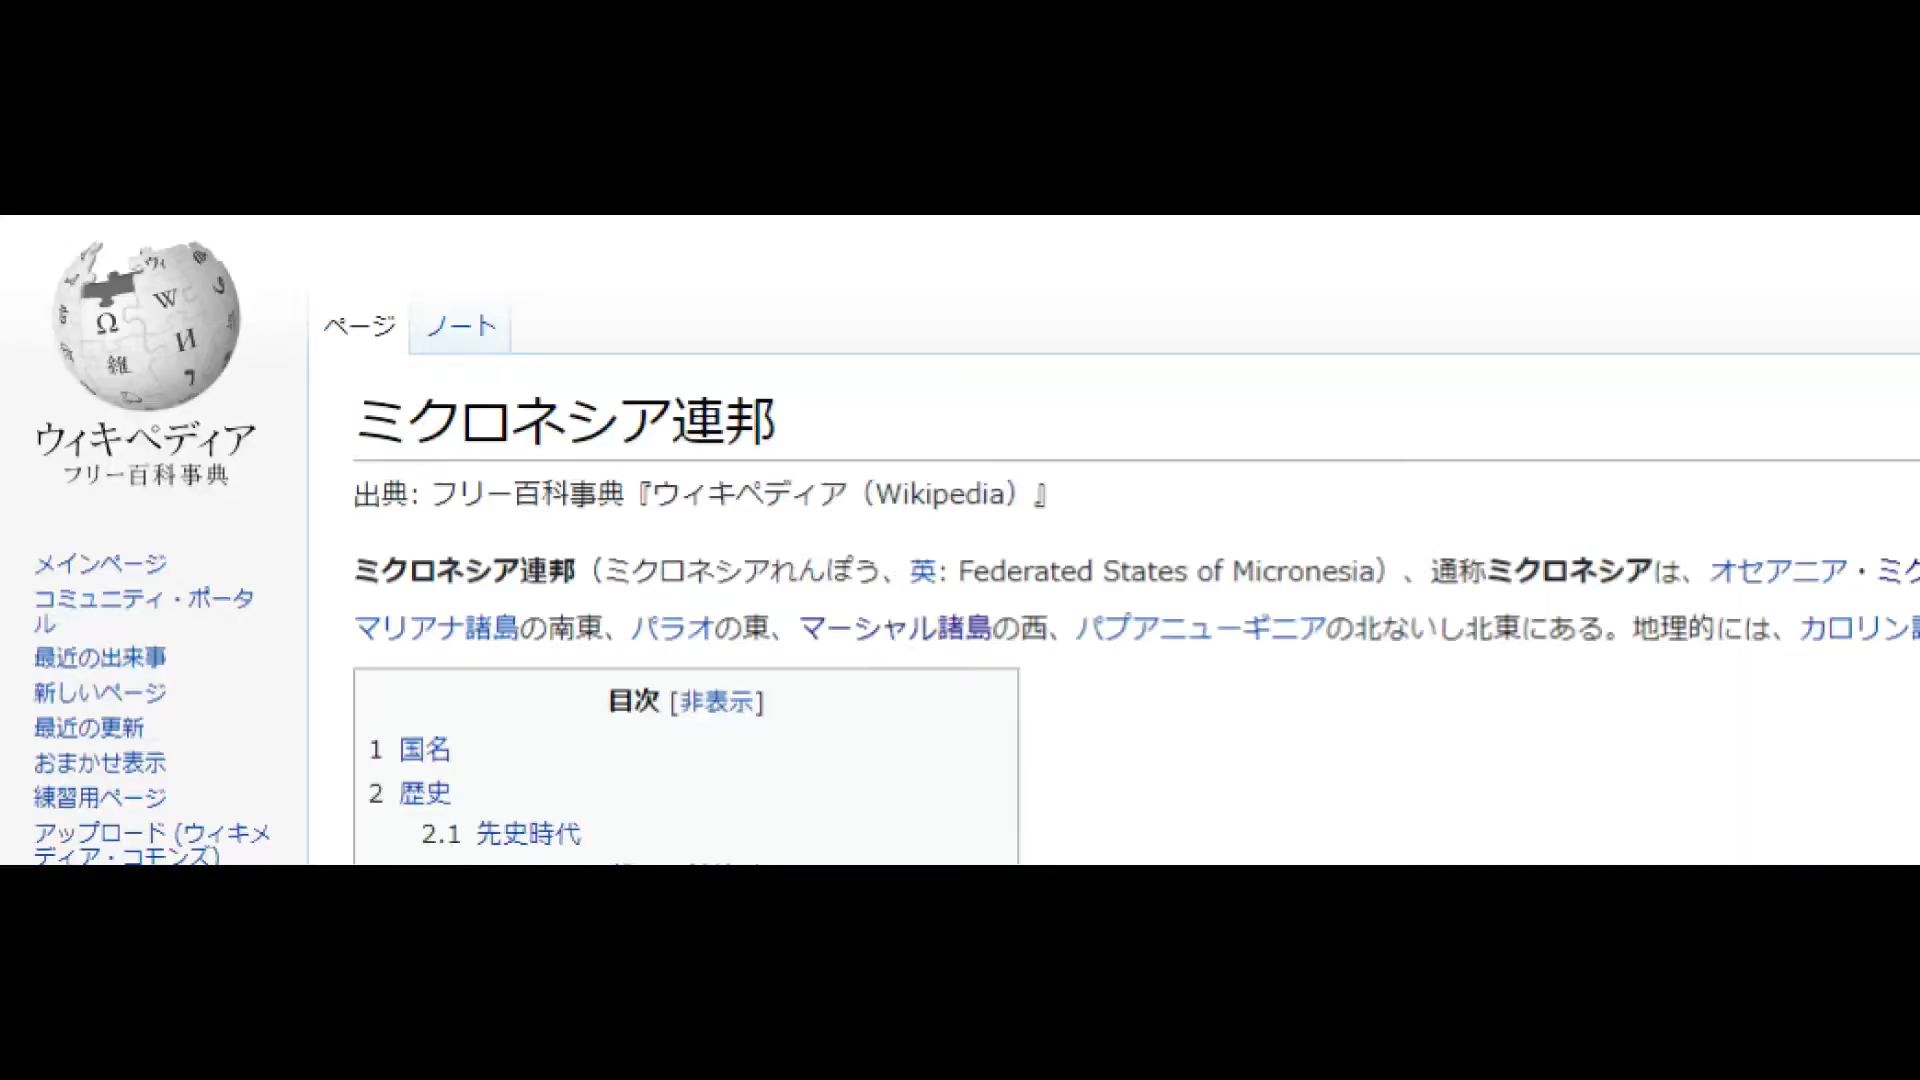 ウィキペディア
フリー百科事典
メインページ
コミュニティ・ポータ
ル
最近の出来事
新しいページ
最近の更新
おまかせ表示
練習用ページ
アップロード (ウィキメ
ディア・コモンズ)
ページ ノート
ミクロネシア連邦
出典: フリー百科事典『ウィキペディア（Wikipedia）』
ミクロネシア連邦（ミクロネシアれんぽう、英: Federated States of Micronesia）、通称ミクロネシアは、オセアニア・ミク
マリアナ諸島の南東、パラオの東、マーシャル諸島の西、パプアニューギニアの北ないし北東にある。地理的には、カロリン
目次 [非表示]
1 国名
2 歴史
2.1 先史時代